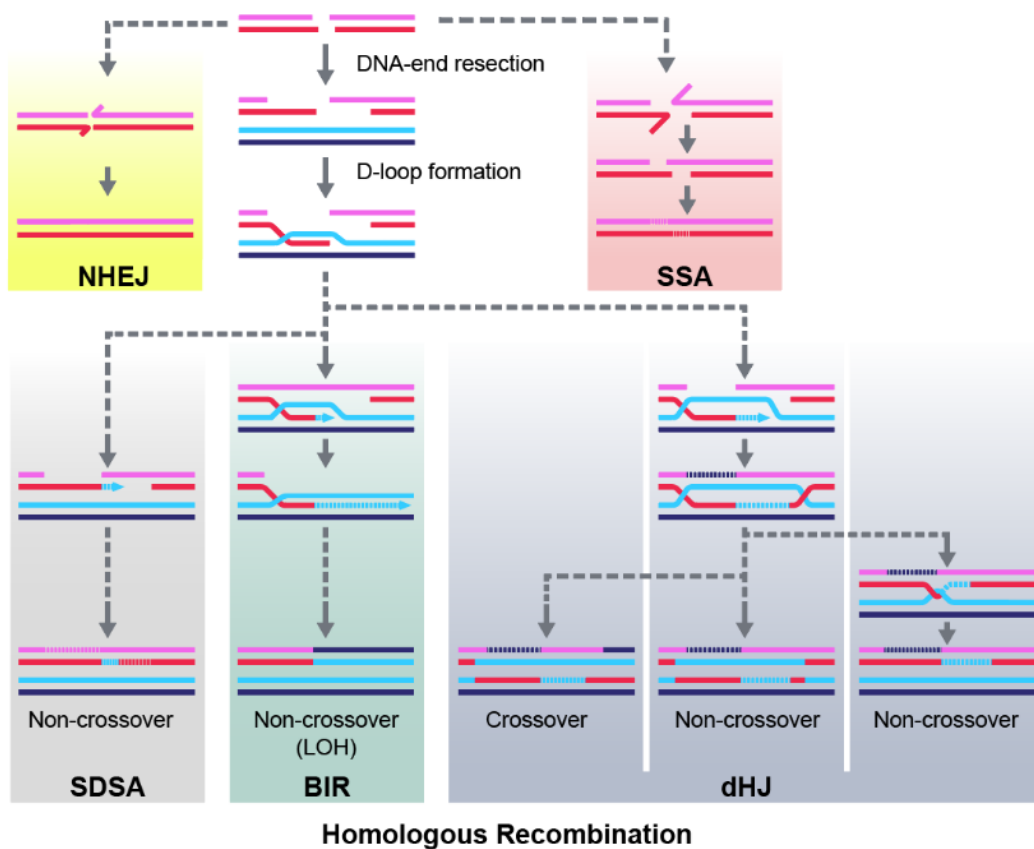 DNA-end resection
D-loop formation
NHEJ
SSA
Non-crossover
Non-crossover
(LOH)
Crossover
Non-crossover
Non-crossover
SDSA
BIR
dHJ
Homologous Recombination